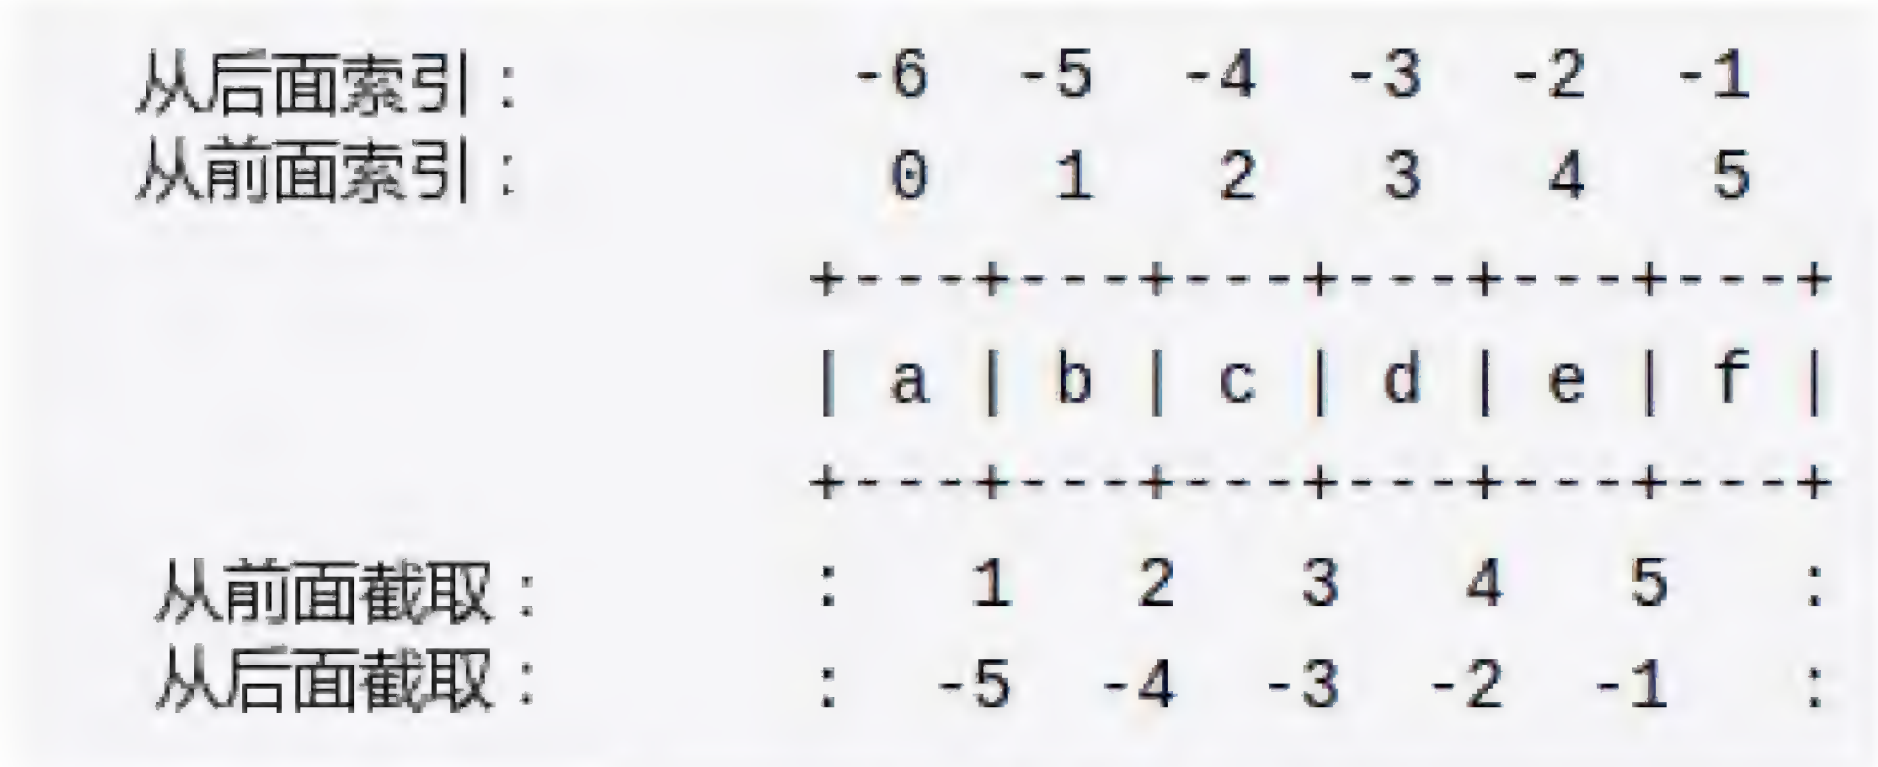 从后面索引： -6 -5 -4 -3 -2 -1
从前面索引： 0 1 2 3 4 5
+---+---+---+---+---+---+
| a | b | c | d | e | f |
+---+---+---+---+---+---+
从前面截取： : 1 2 3 4 5 :
从后面截取： : -5 -4 -3 -2 -1 :